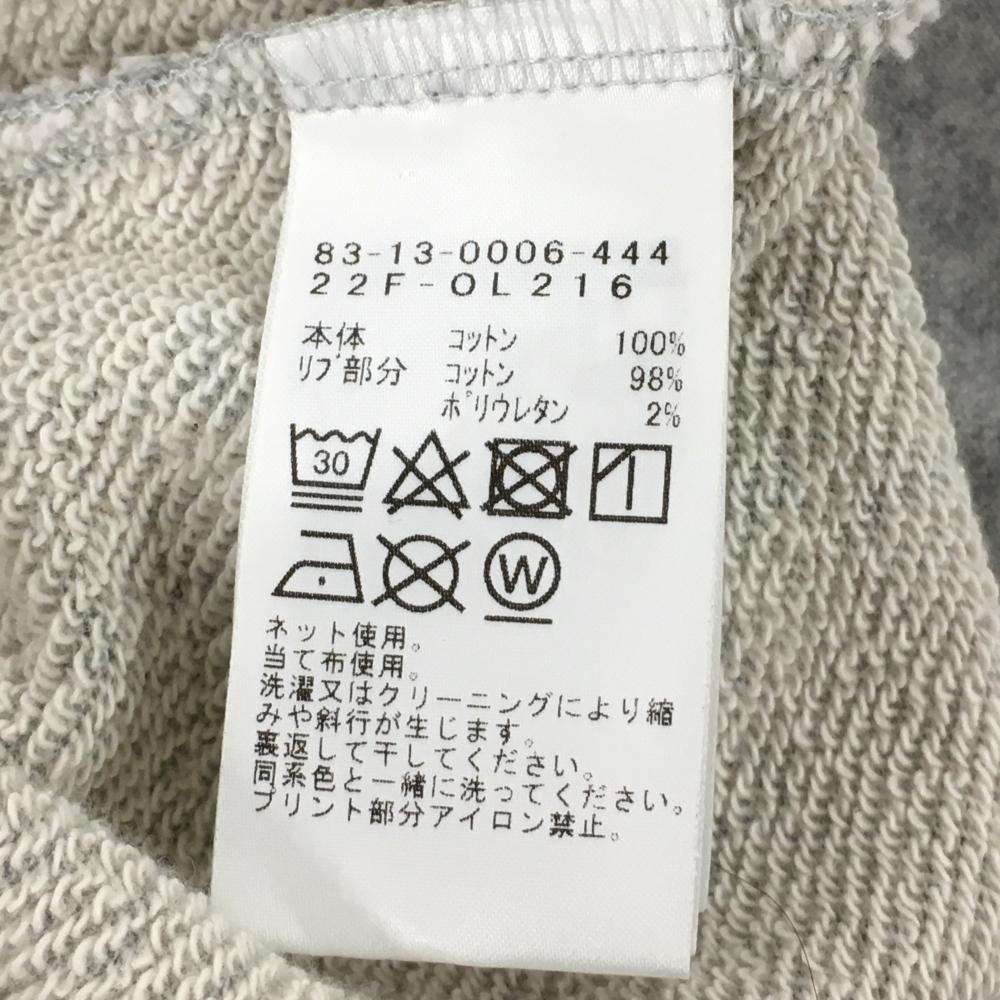 83-13-0006-444
22F-OL216
本体 コットン 100%
リブ部分 コットン 98%
ポリウレタン 2%
30
W
ネット使用。
当て布使用。
洗濯又はクリーニングにより縮
みや斜行が生じます。
裏返して干してください。
同系色と一緒に洗ってください。
プリント部分アイロン禁止。